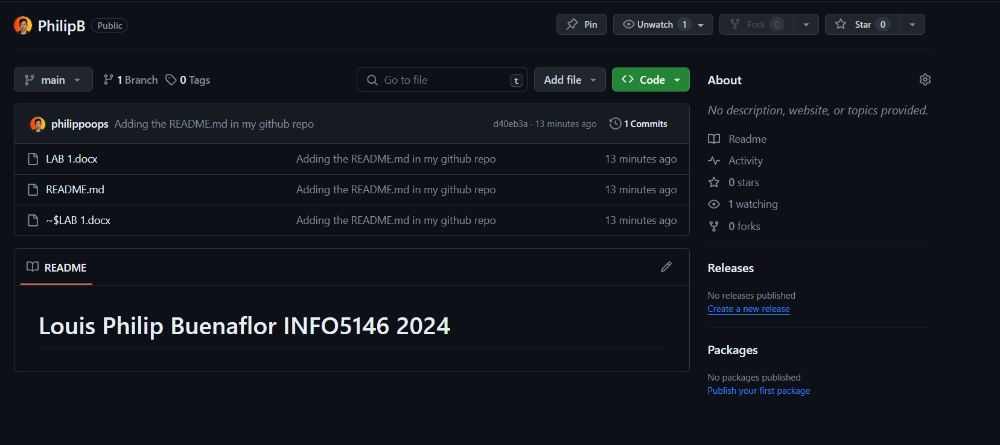 PhilipB Public Pin Unwatch 1 Fork 0 Star 0
main 1 Branch 0 Tags Go to file t Add file Code
philippoops Adding the README.md in my github repo d40eb3a · 13 minutes ago 1 Commits
LAB 1.docx Adding the README.md in my github repo 13 minutes ago
README.md Adding the README.md in my github repo 13 minutes ago
~$LAB 1.docx Adding the README.md in my github repo 13 minutes ago
README
Louis Philip Buenaflor INFO5146 2024
About
No description, website, or topics provided.
Readme
Activity
0 stars
1 watching
0 forks
Releases
No releases published
Create a new release
Packages
No packages published
Publish your first package